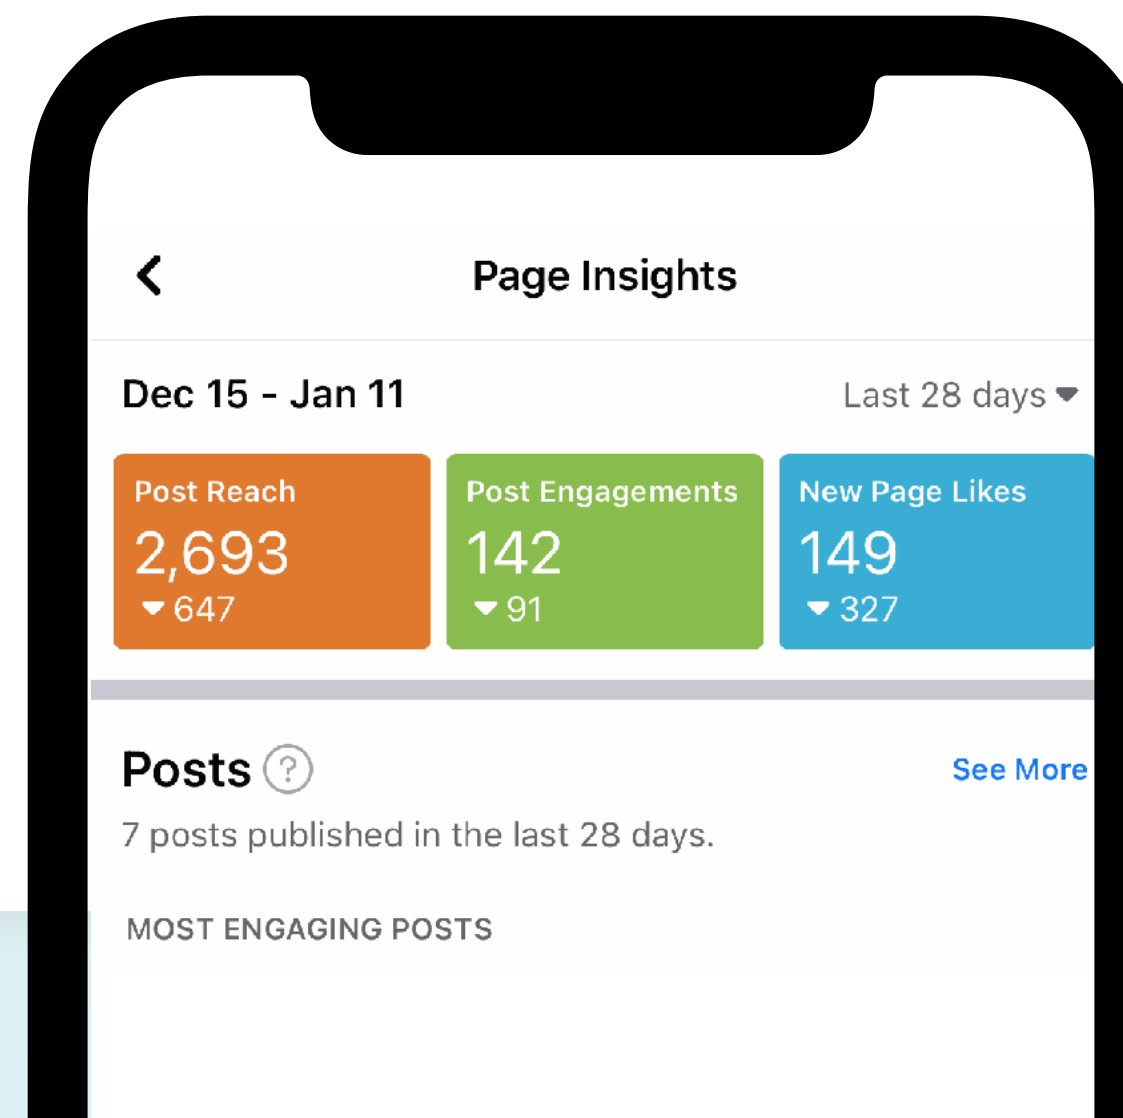 Page Insights
Dec 15 - Jan 11
Last 28 days
Post Reach
2,693
647
Post Engagements
142
91
New Page Likes
149
327
Posts ?
See More
7 posts published in the last 28 days.
MOST ENGAGING POSTS